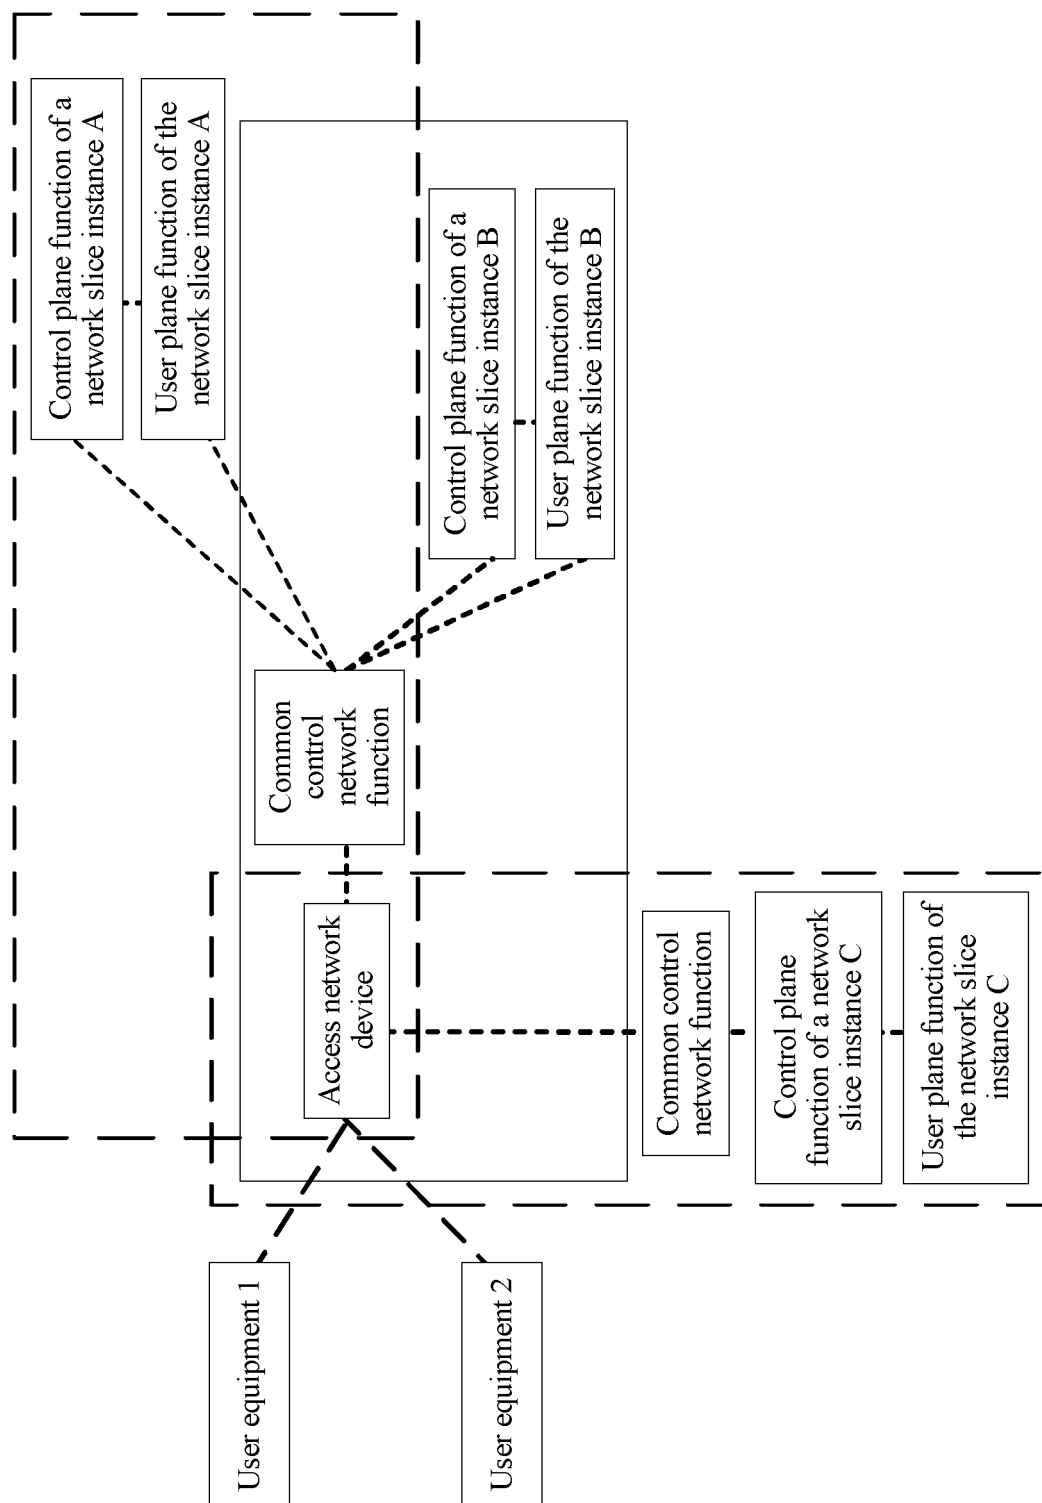 Control plane function of a
network slice instance A
User plane function of the
network slice instance A
Control plane function of a
network slice instance B
User plane function of the
network slice instance B
Common
control
network
function
Access network
device
Common control
network function
Control plane
function of a network
slice instance C
User plane function of
the network slice
instance C
User equipment 1
User equipment 2